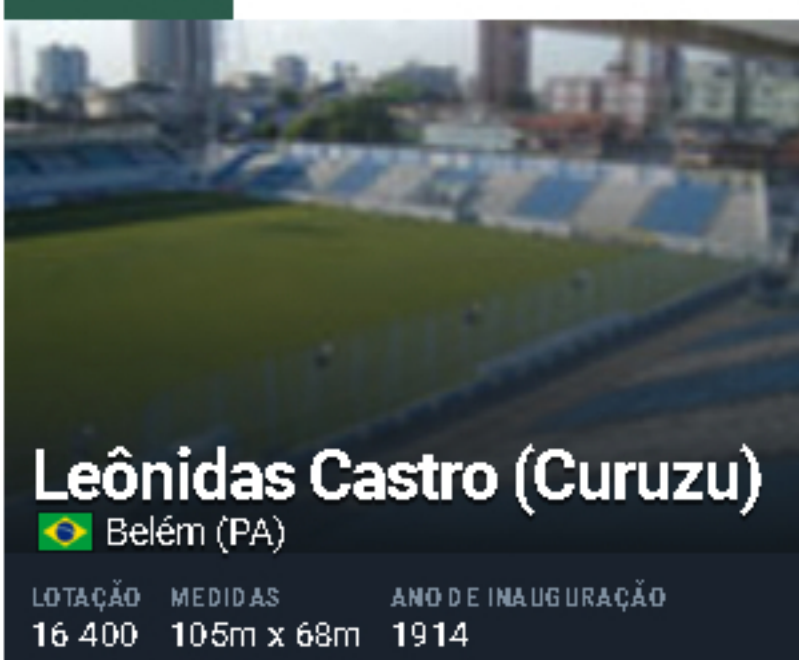 Leônidas Castro (Curuzu)
Belém (PA)
LOTAÇÃO MEDIDAS ANO DE INAUGURAÇÃO
16 400 105m x 68m 1914